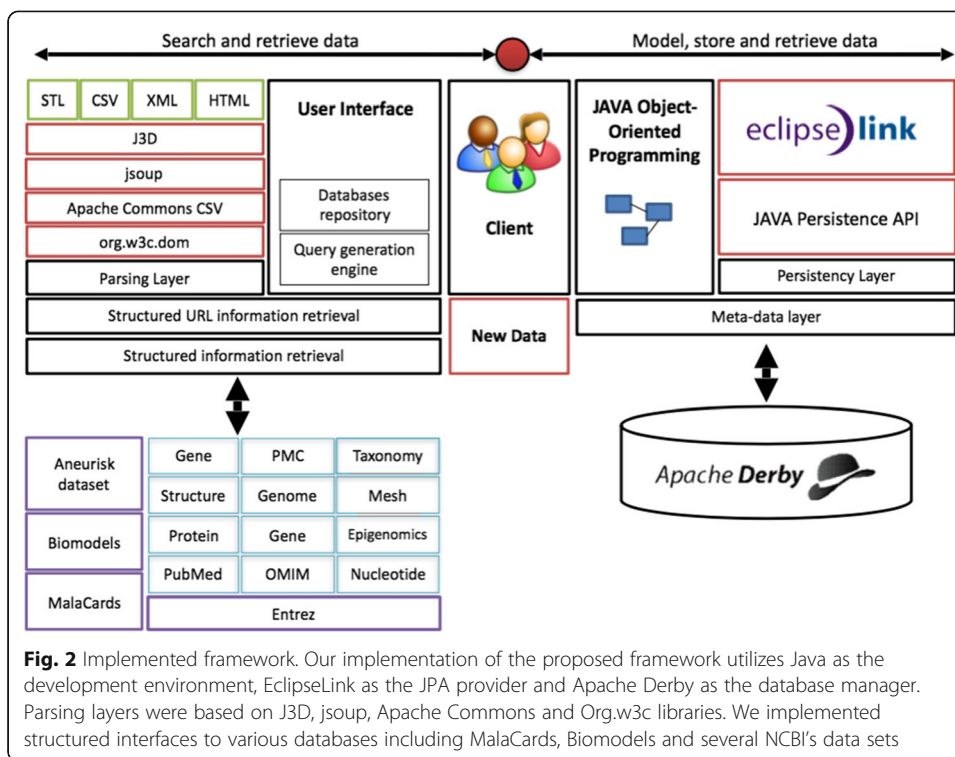 Search and retrieve data
Model, store and retrieve data
STL
CSV
XML
HTML
J3D
jsoup
Apache Commons CSV
org.w3c.dom
Parsing Layer
User Interface
Databases
repository
Query generation
engine
Client
JAVA Object-
Oriented
Programming
eclipse)link
JAVA Persistence API
Persistency Layer
Structured URL information retrieval
Structured information retrieval
New Data
Meta-data layer
Aneurisk
dataset
Biomodels
MalaCards
Gene
PMC
Taxonomy
Structure
Genome
Mesh
Protein
Gene
Epigenomics
PubMed
OMIM
Nucleotide
Entrez
Apache Derby
Fig. 2 Implemented framework. Our implementation of the proposed framework utilizes Java as the
development environment, EclipseLink as the JPA provider and Apache Derby as the database manager.
Parsing layers were based on J3D, jsoup, Apache Commons and Org.w3c libraries. We implemented
structured interfaces to various databases including MalaCards, Biomodels and several NCBI's data sets